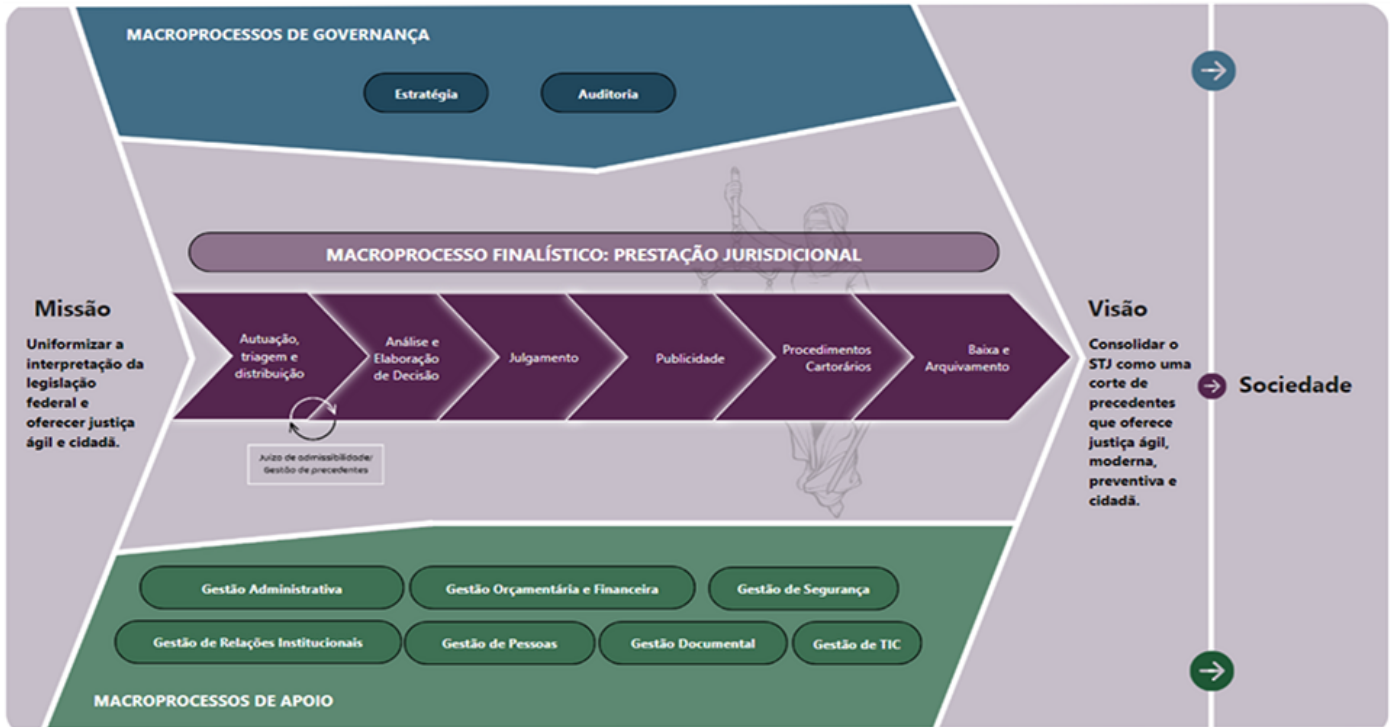 MACROPROCESSOS DE GOVERNANÇA
Estratégia
Auditoria
MACROPROCESSO FINALÍSTICO: PRESTAÇÃO JURISDICIONAL
Missão
Uniformizar a
interpretação da
legislação
federal e
oferecer justiça
ágil e cidadã.
Autuação,
triagem e
distribuição
Análise e
Elaboração
de Decisão
Julgamento
Publicidade
Procedimentos
Cartorários
Baixa e
Arquivamento
Juízo de admissibilidade/
Gestão de precedentes
Visão
Consolidar o
STJ como uma
corte de
precedentes
que oferece
justiça ágil,
moderna,
preventiva e
cidadã.
Sociedade
Gestão Administrativa
Gestão Orçamentária e Financeira
Gestão de Segurança
Gestão de Relações Institucionais
Gestão de Pessoas
Gestão Documental
Gestão de TIC
MACROPROCESSOS DE APOIO